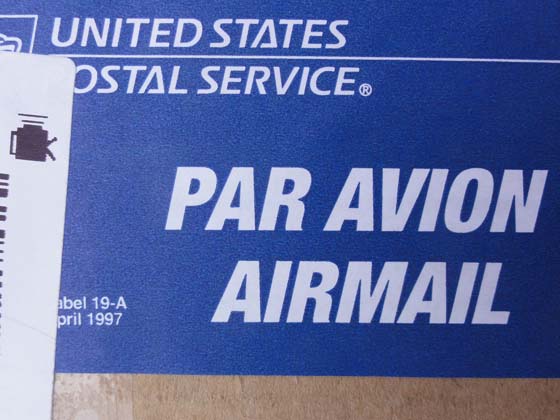 UNITED STATES
OSTAL SERVICE®
PAR AVION
AIRMAIL
abel 19-A
pril 1997